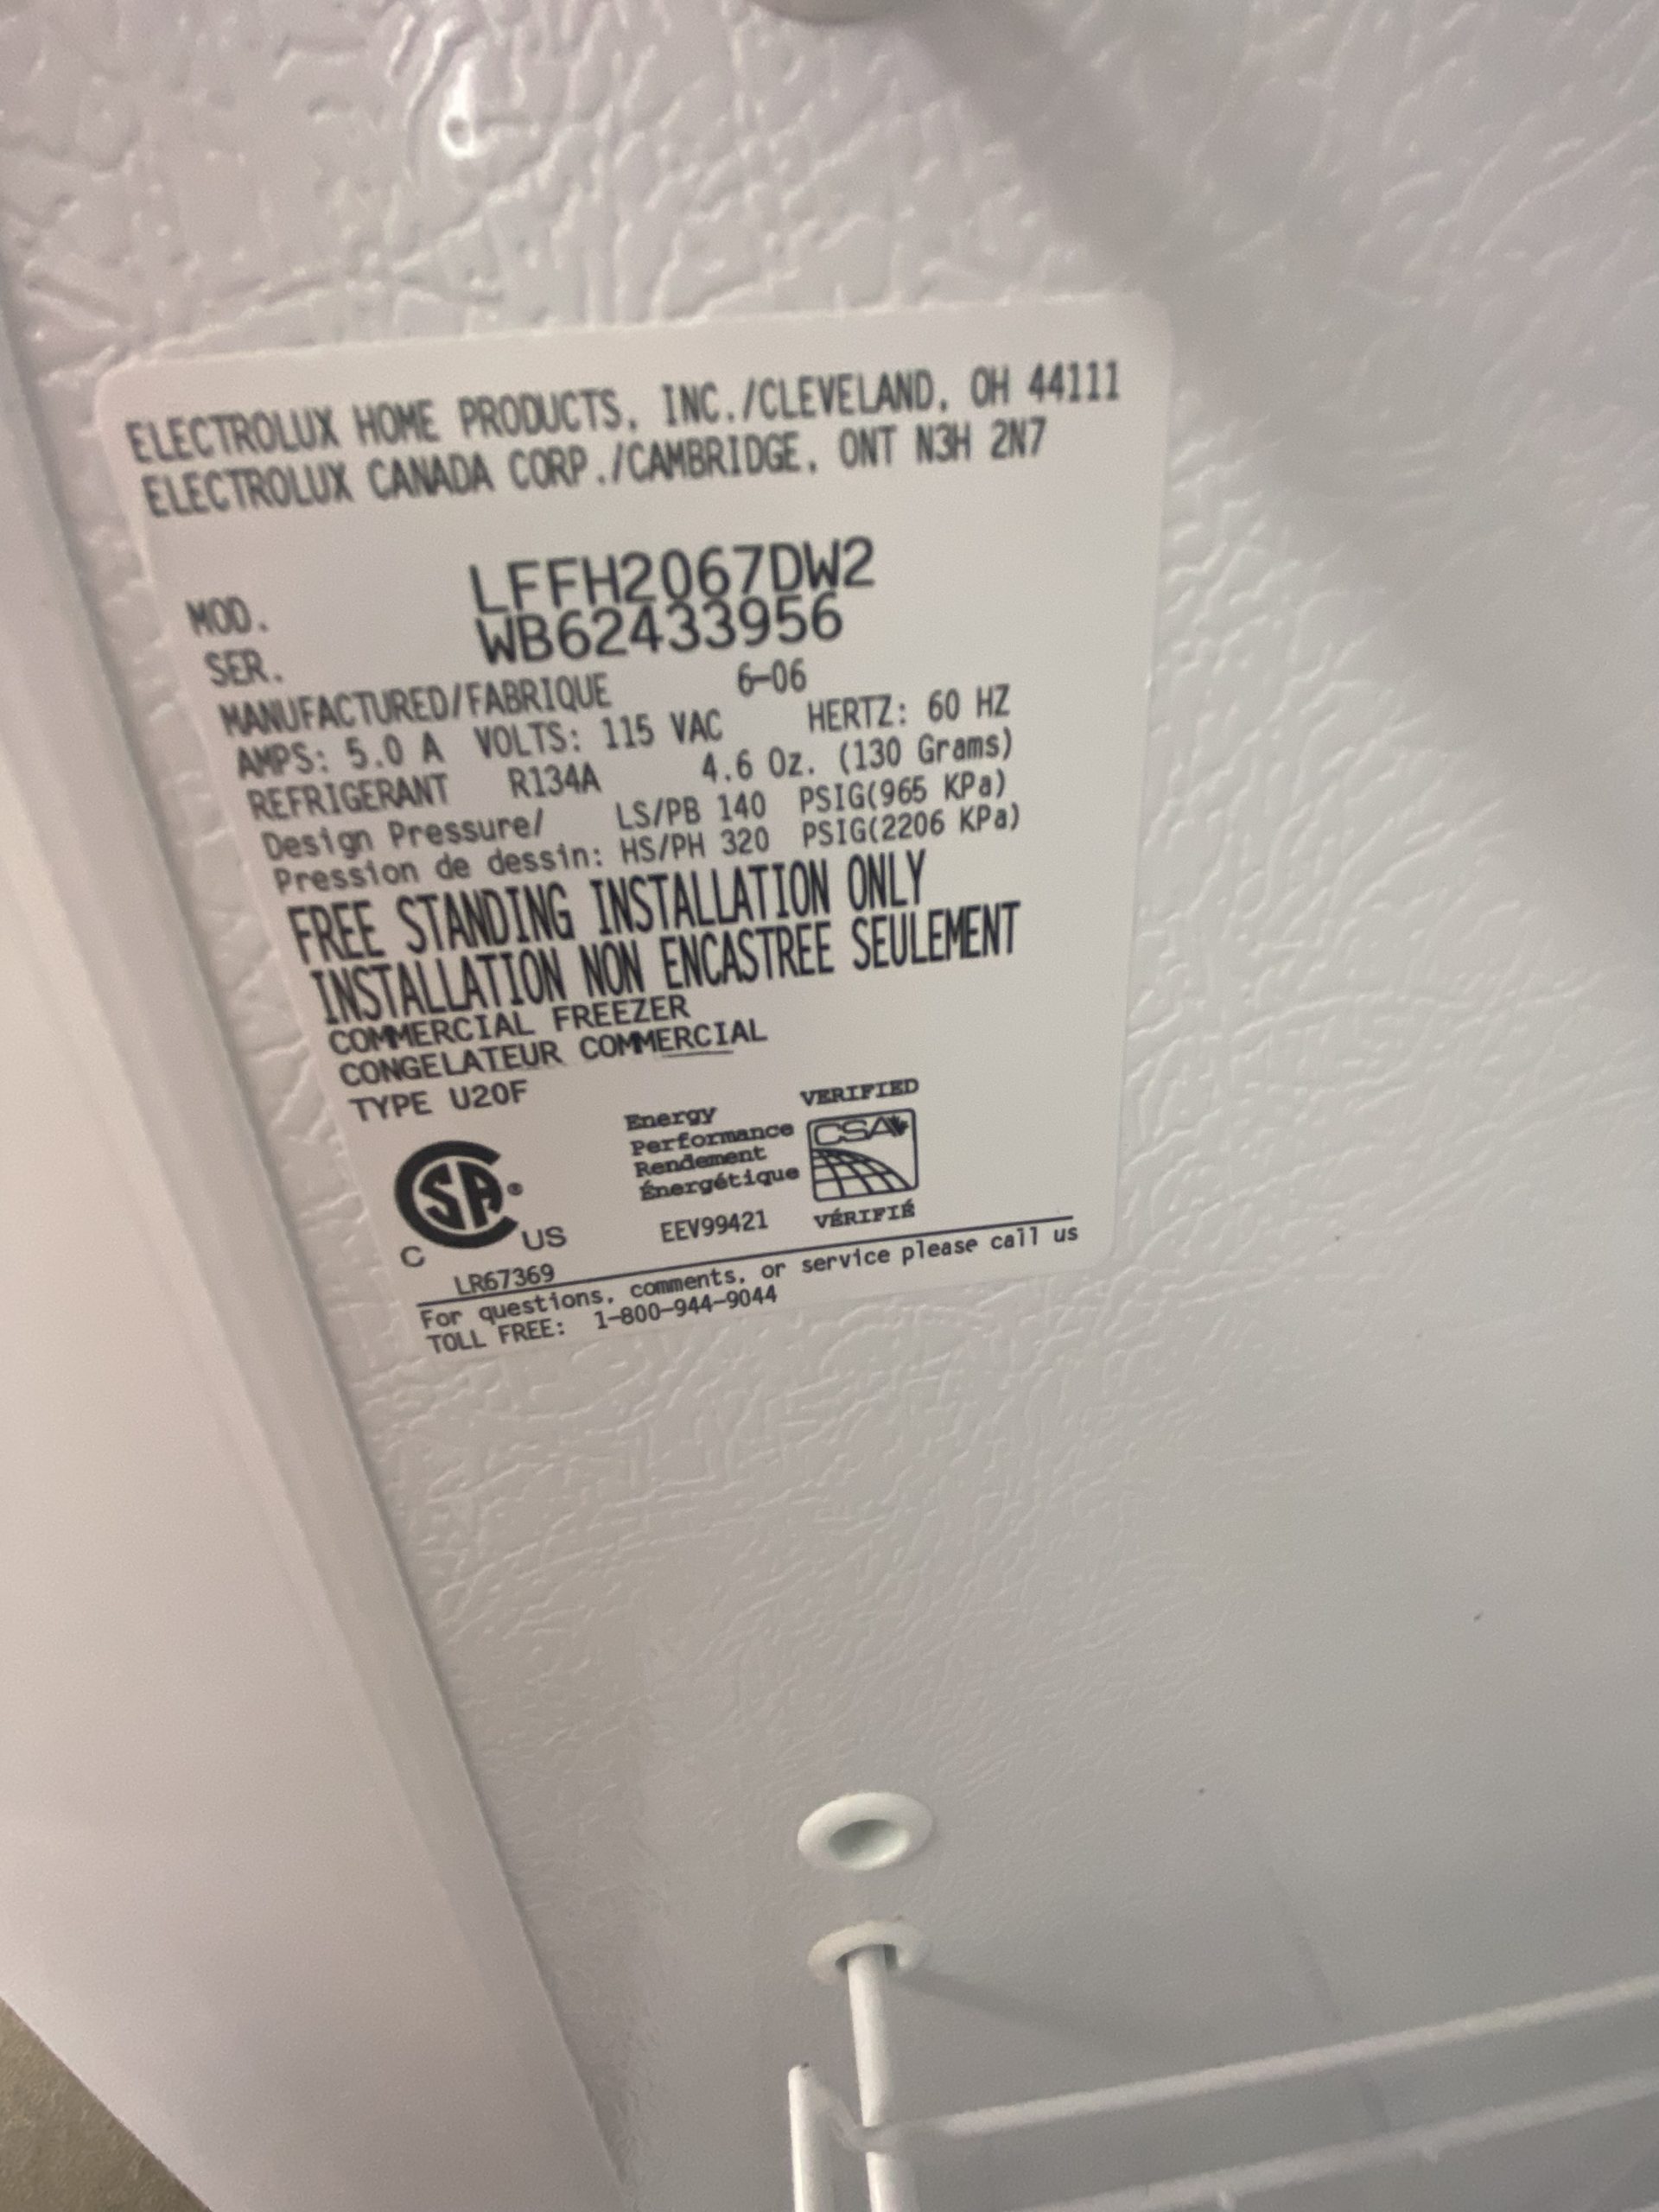 ELECTROLUX HOME PRODUCTS, INC./CLEVELAND, OH 44111
ELECTROLUX CANADA CORP./CAMBRIDGE, ONT N3H 2N7
MOD. LFFH2067DW2
SER. WB62433956
MANUFACTURED/FABRIQUE 6-06
AMPS: 5.0 A VOLTS: 115 VAC HERTZ: 60 HZ
REFRIGERANT R134A 4.6 Oz. (130 Grams)
Design Pressure/ LS/PB 140 PSIG(965 KPa)
Pression de dessin: HS/PH 320 PSIG(2206 KPa)
FREE STANDING INSTALLATION ONLY
INSTALLATION NON ENCASTREE SEULEMENT
COMMERCIAL FREEZER
CONGELATEUR COMMERCIAL
TYPE U20F
SA ®
C US
LR67369
Energy
Performance
Rendement
Énergétique
EEV99421
VERIFIED
CSA
VÉRIFIÉ
For questions, comments, or service please call us
TOLL FREE: 1-800-944-9044